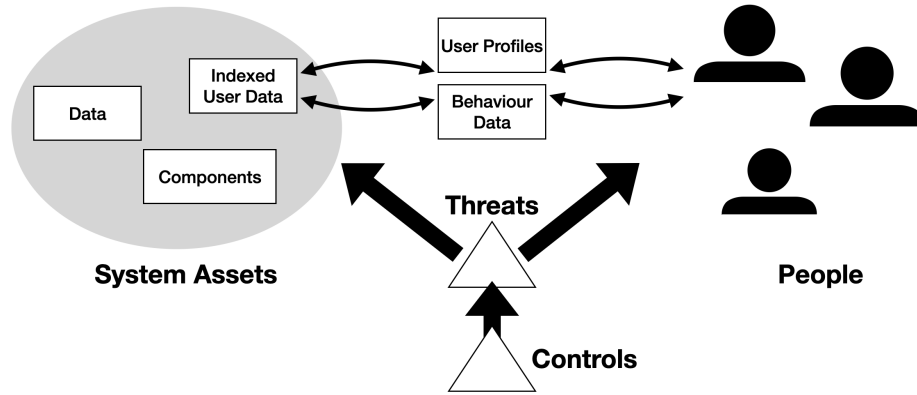 User Profiles
Indexed
User Data
Behaviour
Data
Data
Components
Threats
System Assets
People
Controls